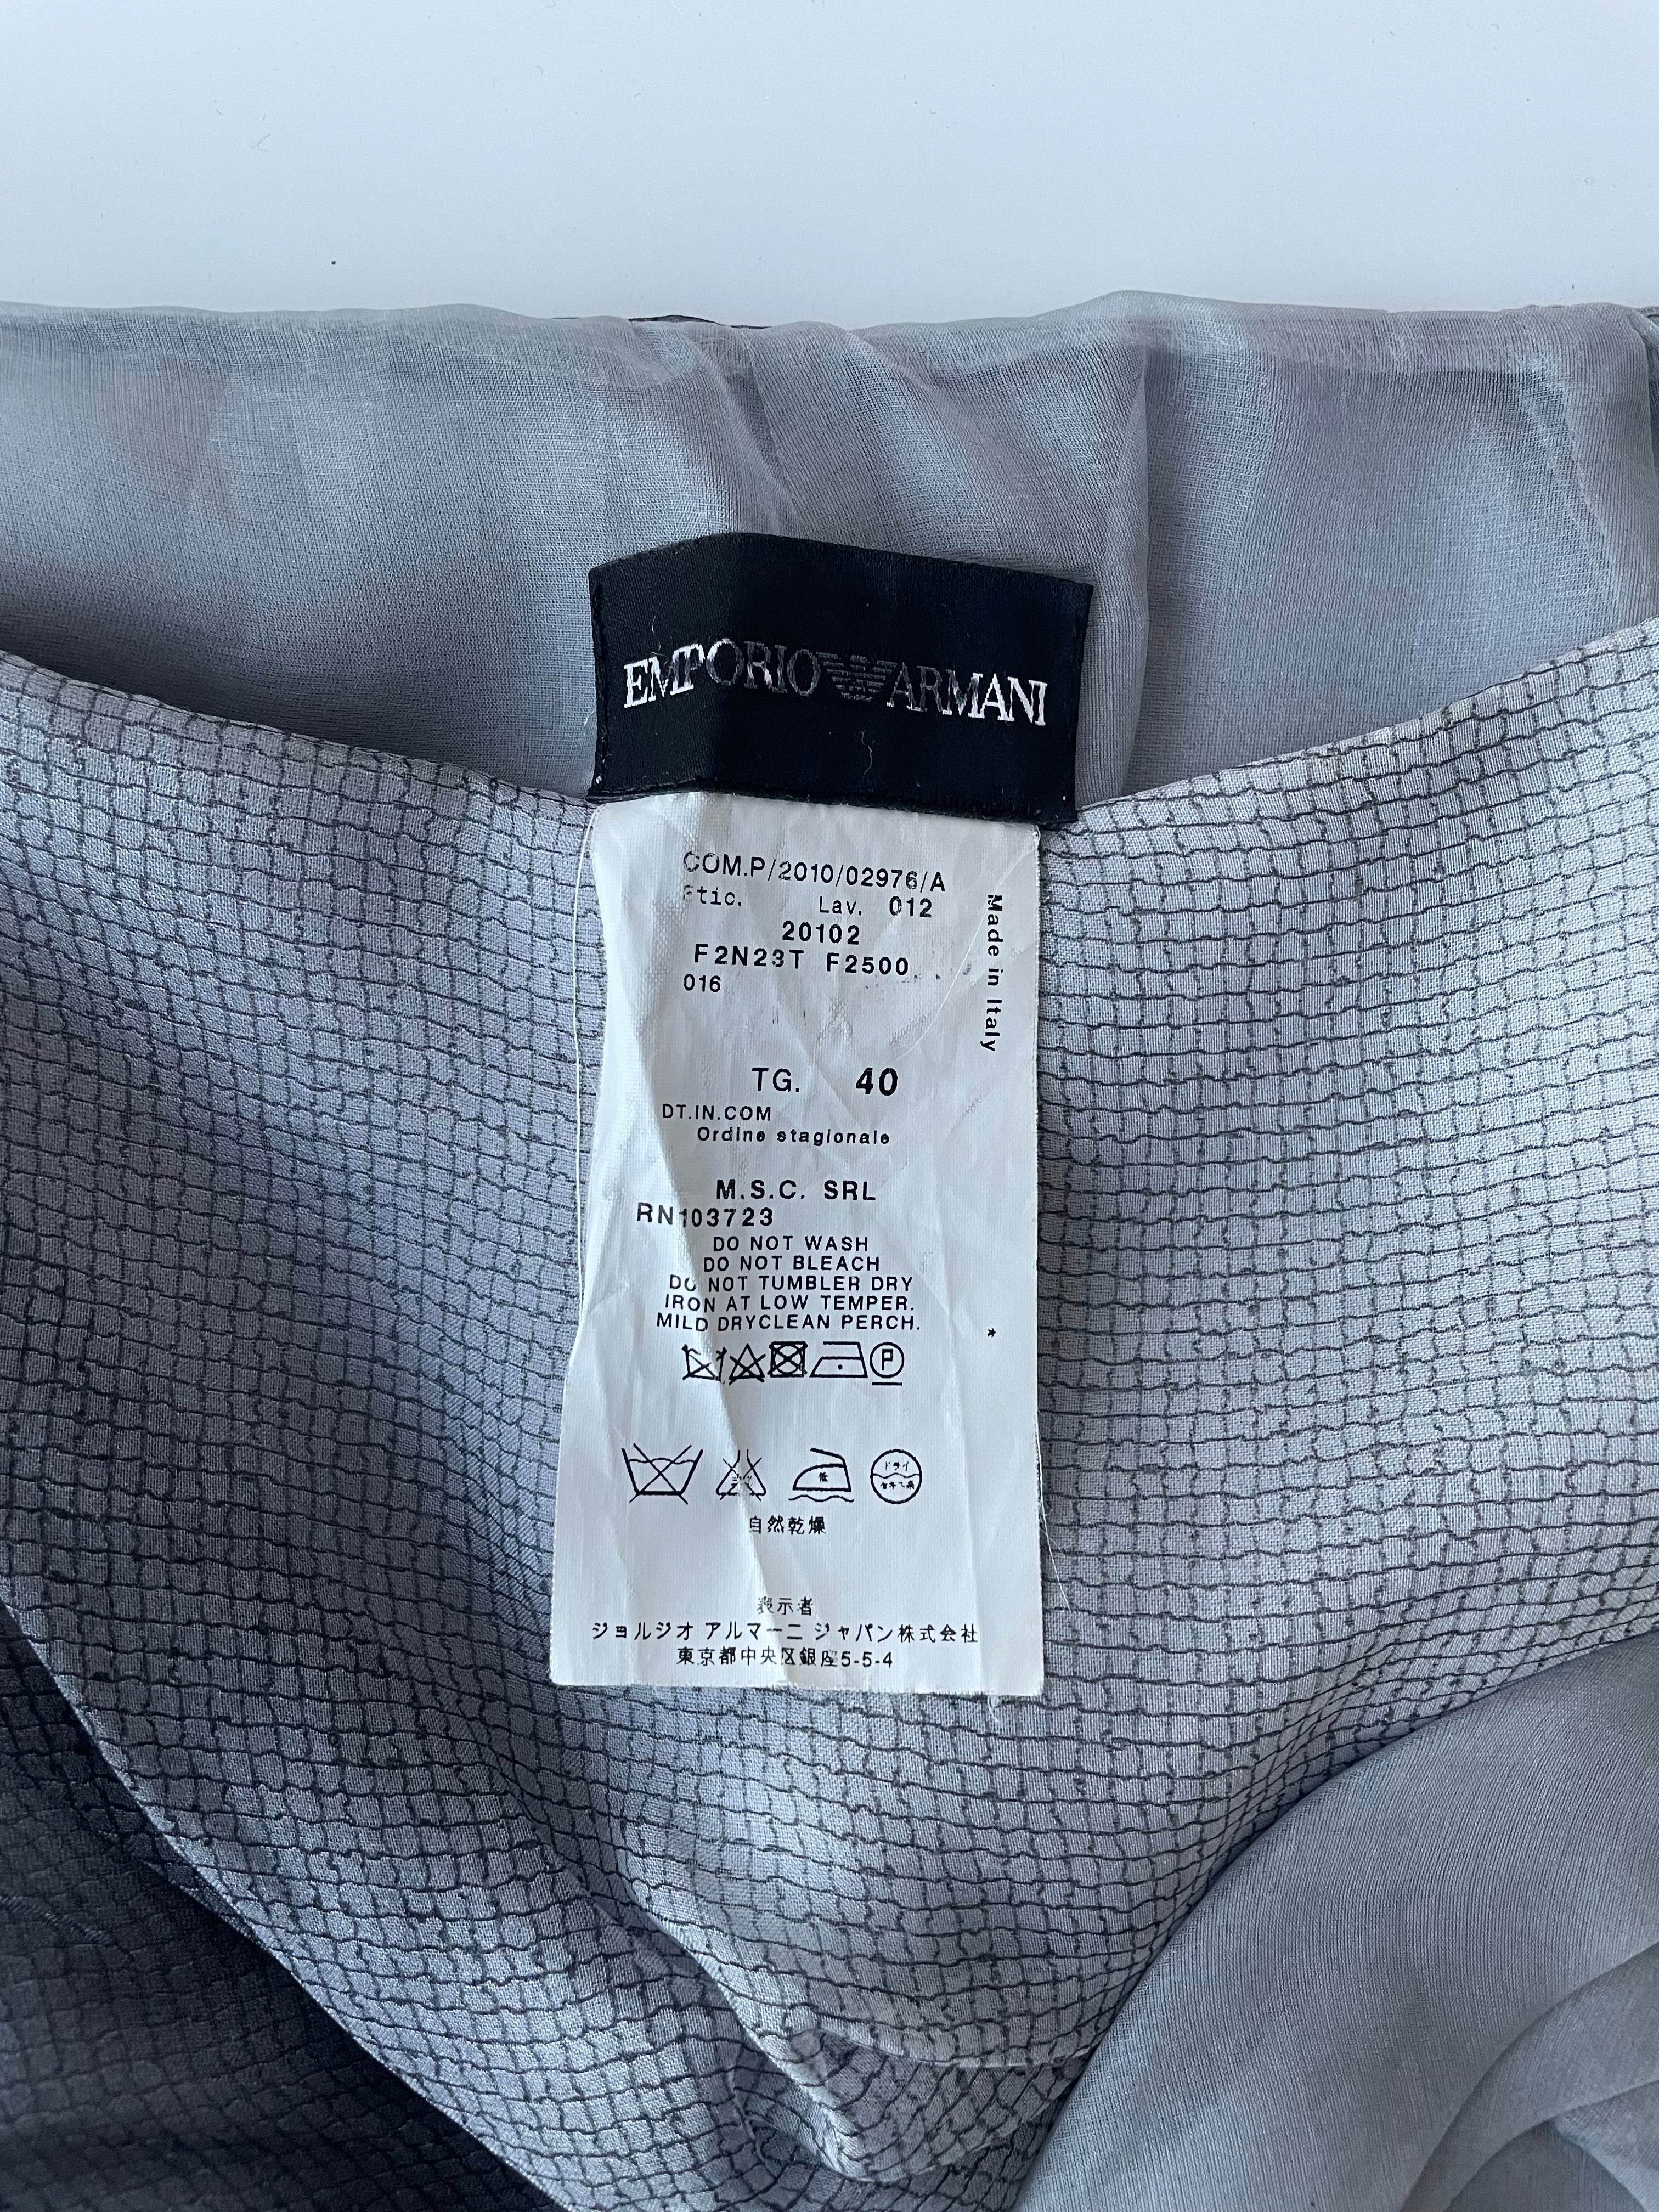 EMPORIO ARMANI
COM.P/2010/02976/A
Etic. Lav. 012
20102
F2N23T F2500
016
Made in Italy
TG. 40
DT.IN.COM
Ordine stagionale
M.S.C. SRL
RN103723
DO NOT WASH
DO NOT BLEACH
DO NOT TUMBLER DRY
IRON AT LOW TEMPER.
MILD DRYCLEAN PERCH.
*
P
低
ドライ
自然乾燥
表示者
ジョルジオ アルマーニ ジャパン株式会社
東京都中央区銀座5-5-4